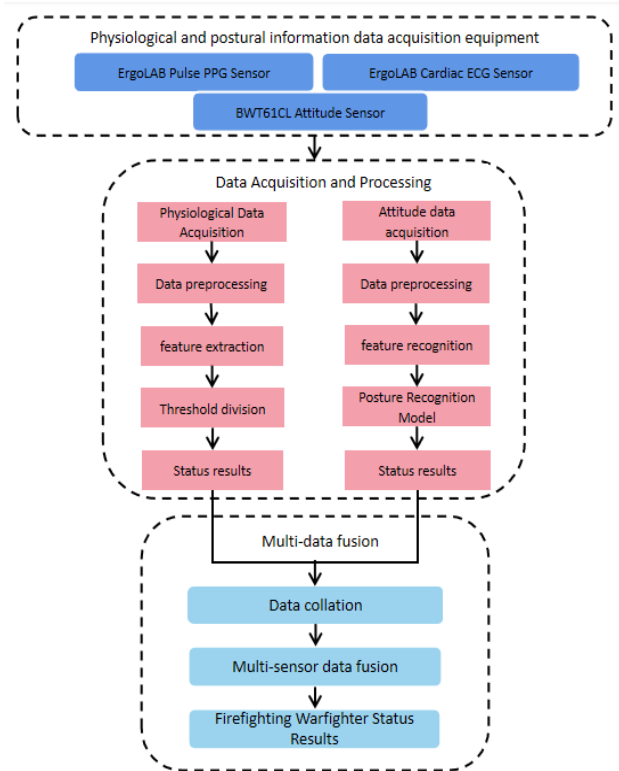 Physiological and postural information data acquisition equipment
ErgoLAB Pulse PPG Sensor
ErgoLAB Cardiac ECG Sensor
BWT61CL Attitude Sensor
Data Acquisition and Processing
Physiological Data
Acquisition
Data preprocessing
feature extraction
Threshold division
Status results
Attitude data
acquisition
Data preprocessing
feature recognition
Posture Recognition
Model
Status results
Multi-data fusion
Data collation
Multi-sensor data fusion
Firefighting Warfighter Status
Results